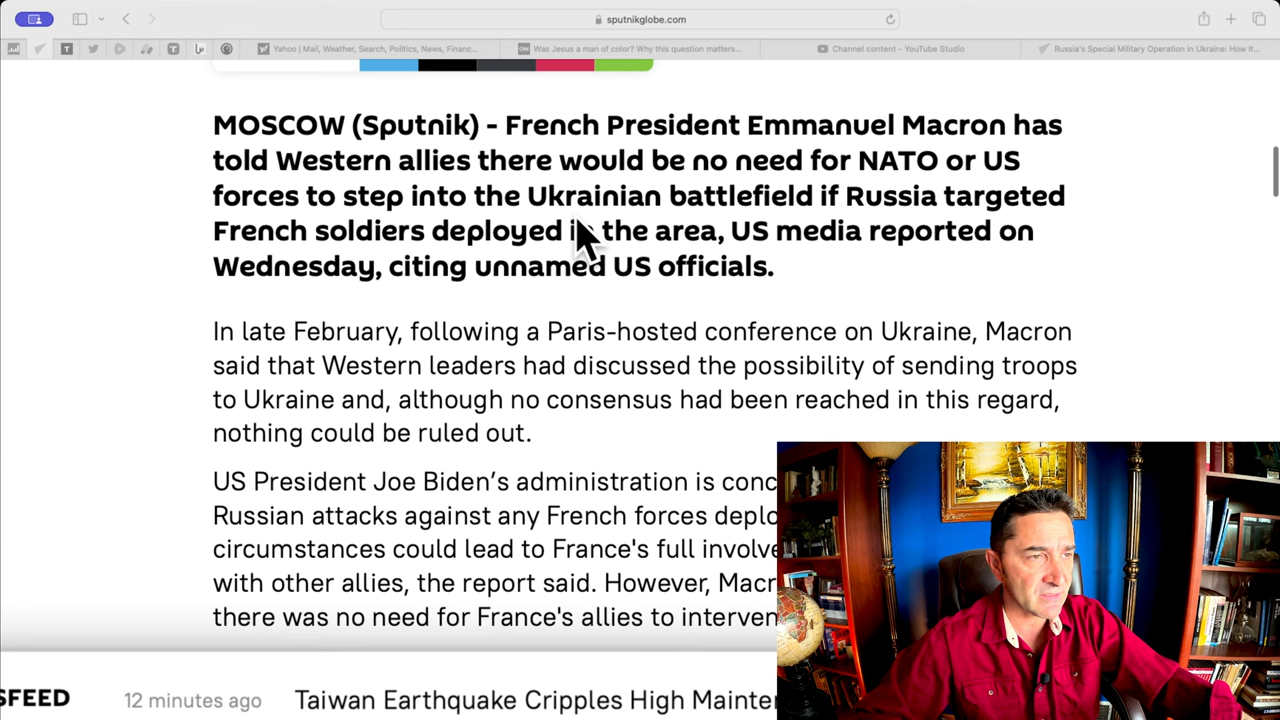 sputnikglobe.com
Yahoo | Mail, Weather, Search, Politics, News, Financ...
Was Jesus a man of color? Why this question matters...
Channel content - YouTube Studio
Russia's Special Military Operation in Ukraine: How It...
MOSCOW (Sputnik) - French President Emmanuel Macron has
told Western allies there would be no need for NATO or US
forces to step into the Ukrainian battlefield if Russia targeted
French soldiers deployed in the area, US media reported on
Wednesday, citing unnamed US officials.
In late February, following a Paris-hosted conference on Ukraine, Macron
said that Western leaders had discussed the possibility of sending troops
to Ukraine and, although no consensus had been reached in this regard,
nothing could be ruled out.
US President Joe Biden's administration is conc
Russian attacks against any French forces deplo
circumstances could lead to France's full involve
with other allies, the report said. However, Macr
there was no need for France's allies to interven
SFEED
12 minutes ago
Taiwan Earthquake Cripples High Mainten